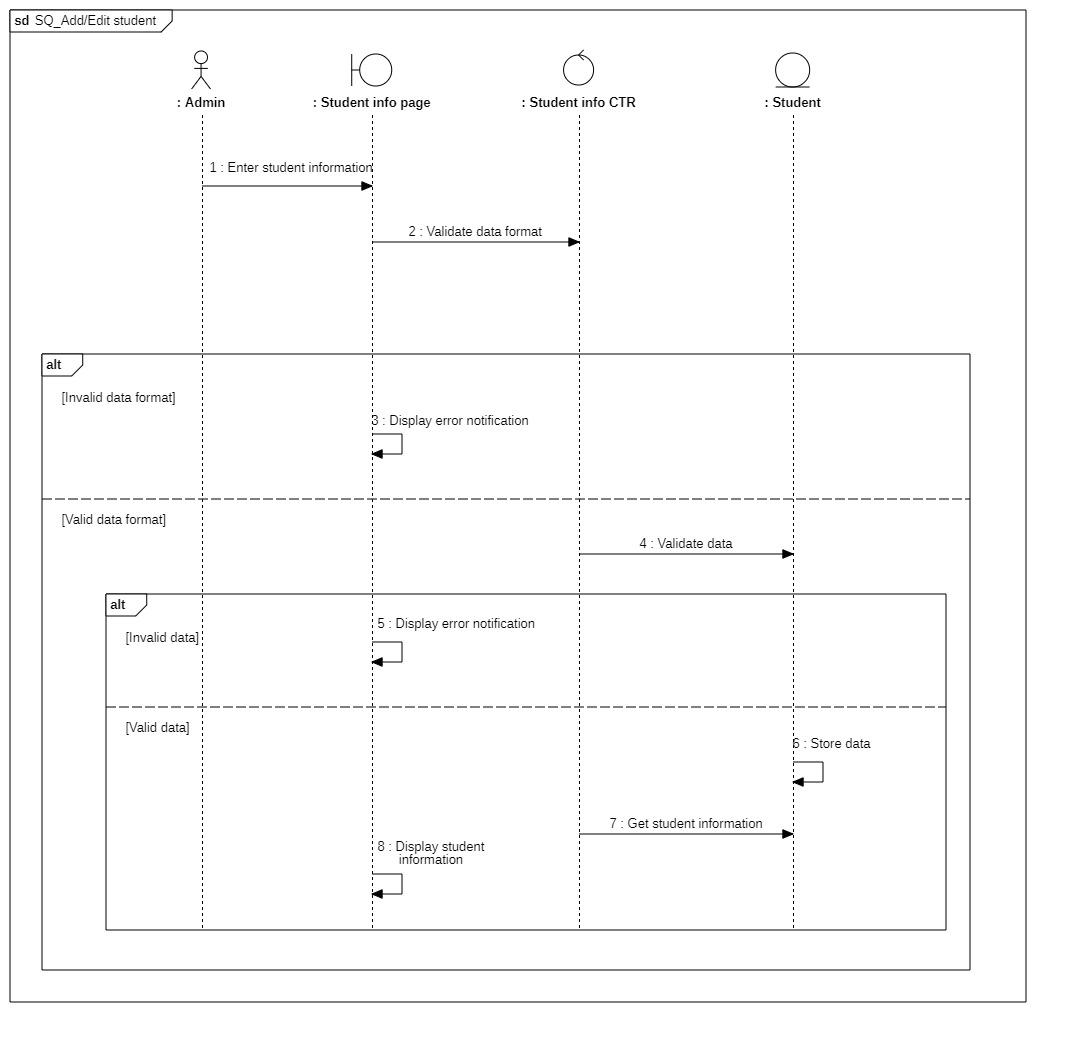 sd SQ_Add/Edit student
: Admin
: Student info page
: Student info CTR
: Student
1 : Enter student information
2 : Validate data format
alt
[Invalid data format]
3 : Display error notification
[Valid data format]
4 : Validate data
alt
5 : Display error notification
[Invalid data]
[Valid data]
6 : Store data
7 : Get student information
8 : Display student
information